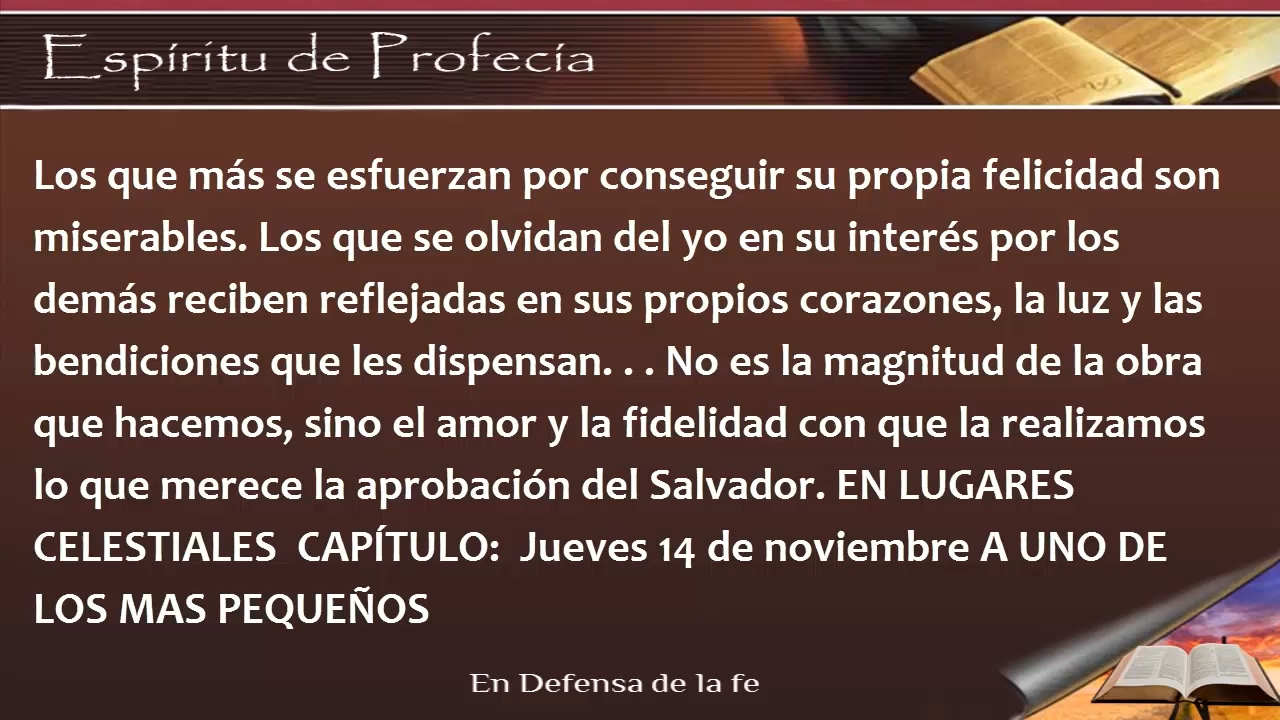 Espíritu de Profecía
Los que más se esfuerzan por conseguir su propia felicidad son
miserables. Los que se olvidan del yo en su interés por los
demás reciben reflejadas en sus propios corazones, la luz y las
bendiciones que les dispensan. . . No es la magnitud de la obra
que hacemos, sino el amor y la fidelidad con que la realizamos
lo que merece la aprobación del Salvador. EN LUGARES
CELESTIALES  CAPÍTULO:  Jueves 14 de noviembre A UNO DE
LOS MAS PEQUEÑOS
En Defensa de la fe